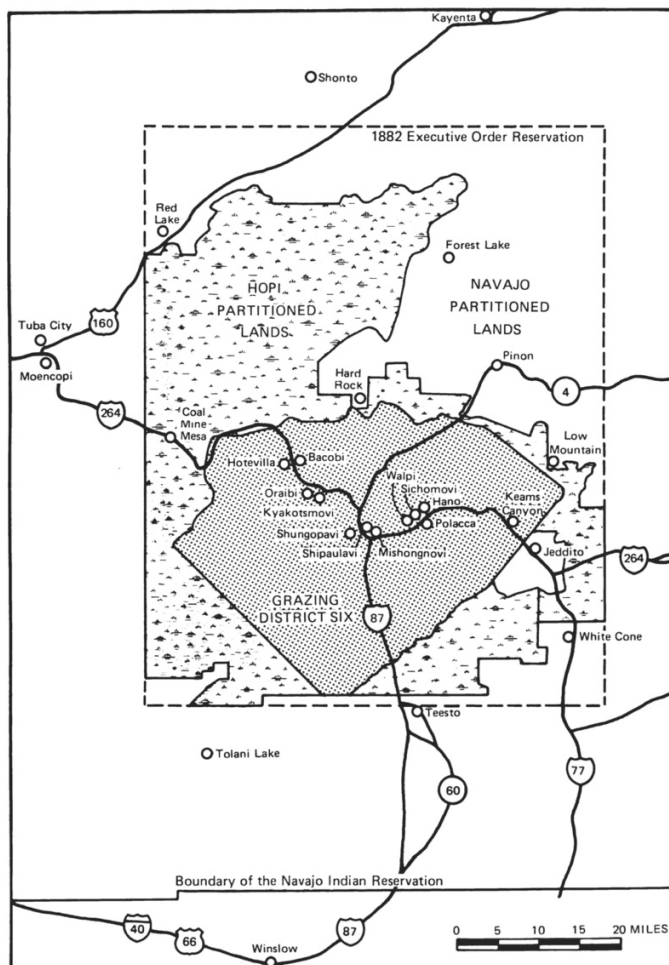 Kayenta
Shonto
1882 Executive Order Reservation
Red
Lake
Forest Lake
HOPI
PARTITIONED
LANDS
NAVAJO
PARTITIONED
LANDS
Tuba City
160
Moencopi
Pinon
Hard
Rock
4
264
Coal
Mine
Mesa
Low
Mountain
Bacobi
Hotevilla
Walpi
Sichomovi
Hano
Oraibi
Kyakotsmovi
Keams
Canyon
Polacca
Shungopavi
Shipaulavi
Mishongnovi
Jeddito
264
GRAZING
DISTRICT SIX
87
White Cone
Teesto
Tolani Lake
60
77
Boundary of the Navajo Indian Reservation
40
66
87
Winslow
0 5 10 15 20 MILES